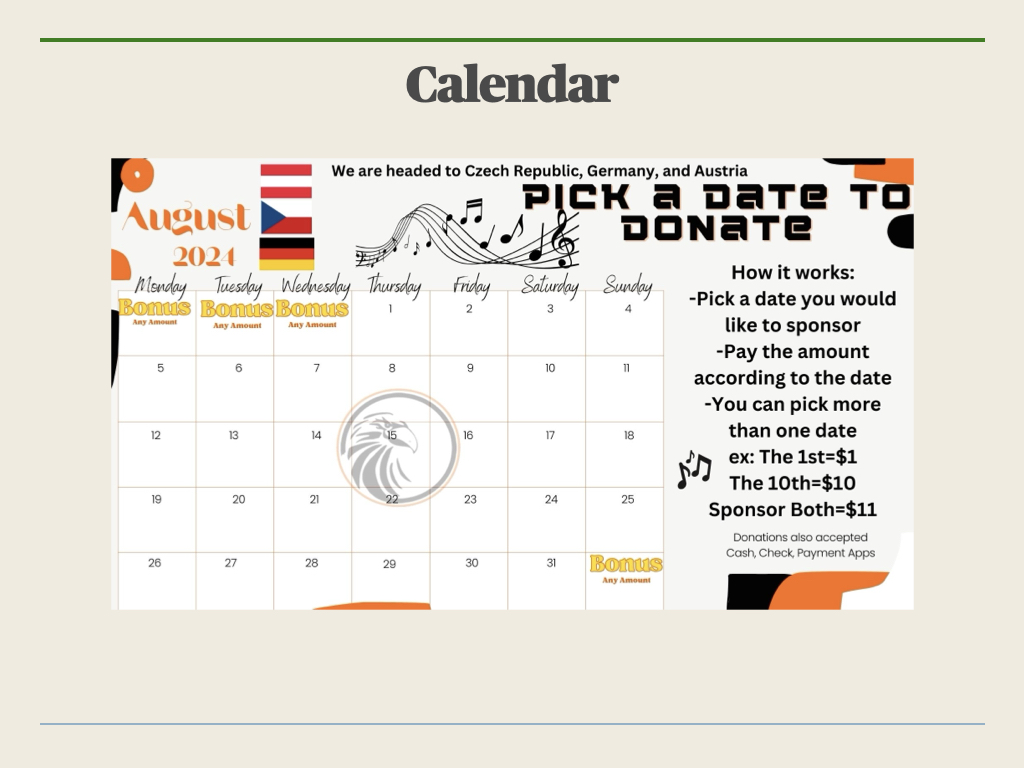 Calendar
We are headed to Czech Republic, Germany, and Austria
August
2024
PICK A DATE TO
DONATE
Monday Tuesday Wednesday Thursday Friday Saturday Sunday
Bonus Bonus Bonus 1 2 3 4
Any Amount Any Amount Any Amount
5 6 7 8 9 10 11
12 13 14 15 16 17 18
19 20 21 22 23 24 25
26 27 28 29 30 31 Bonus
Any Amount
How it works:
-Pick a date you would
like to sponsor
-Pay the amount
according to the date
-You can pick more
than one date
ex: The 1st=$1
The 10th=$10
Sponsor Both=$11
Donations also accepted
Cash, Check, Payment Apps